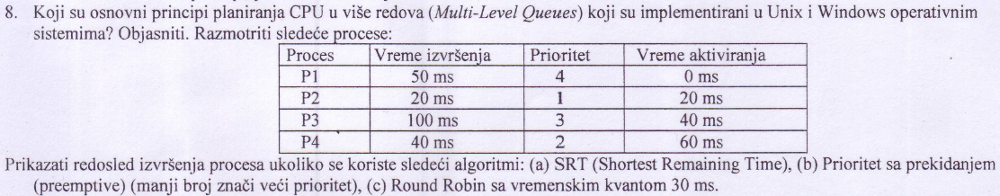 8. Koji su osnovni principi planiranja CPU u više redova (Multi-Level Queues) koji su implementirani u Unix i Windows operativnim
sistemima? Objasniti. Razmotriti sledeće procese:
Proces Vreme izvršenja Prioritet Vreme aktiviranja
P1 50 ms 4 0 ms
P2 20 ms 1 20 ms
P3 100 ms 3 40 ms
P4 40 ms 2 60 ms
Prikazati redosled izvršenja procesa ukoliko se koriste sledeći algoritmi: (a) SRT (Shortest Remaining Time), (b) Prioritet sa prekidanjem
(preemptive) (manji broj znači veći prioritet), (c) Round Robin sa vremenskim kvantom 30 ms.